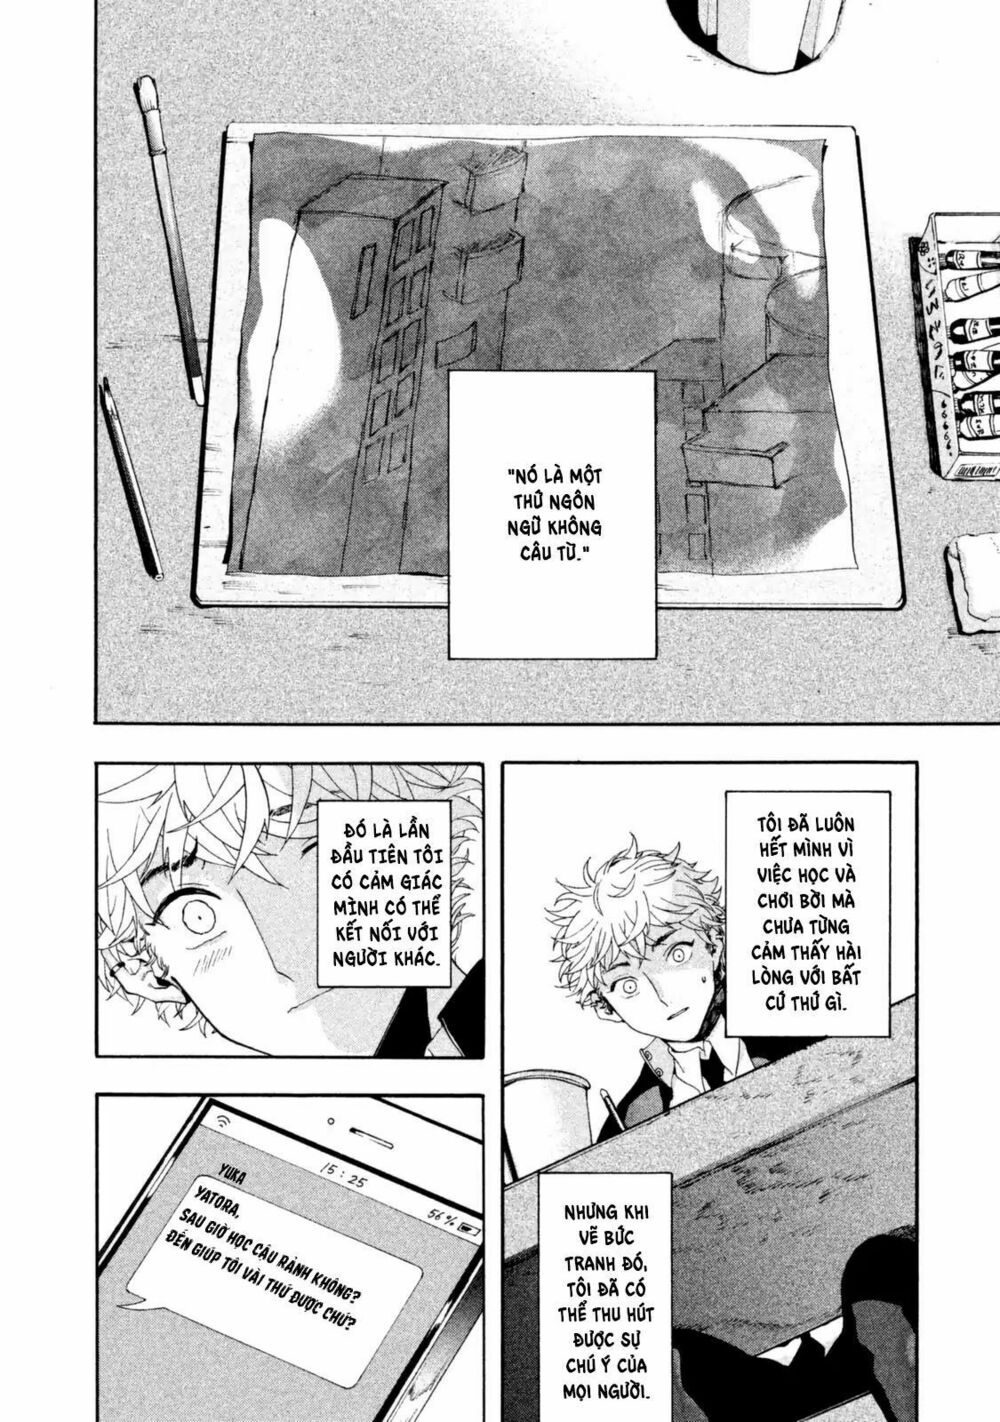 "NÓ LÀ MỘT
THỨ NGÔN
NGỮ KHÔNG
CÂU TỪ."
TÔI ĐÃ LUÔN
HẾT MÌNH VÌ
VIỆC HỌC VÀ
CHƠI BỜI MÀ
CHƯA TỪNG
CẢM THẤY HÀI
LÒNG VỚI BẤT
CỨ THỨ GÌ.
NHƯNG KHI
VẼ BỨC
TRANH ĐÓ,
TÔI ĐÃ CÓ
THỂ THU HÚT
ĐƯỢC SỰ
CHÚ Ý CỦA
MỌI NGƯỜI.
ĐÓ LÀ LẦN
ĐẦU TIÊN TÔI
CÓ CẢM GIÁC
MÌNH CÓ THỂ
KẾT NỐI VỚI
NGƯỜI KHÁC.
15:25
56%
YUKA
YATORA,
SAU GIỜ HỌC CẬU RẢNH KHÔNG?
ĐẾN GIÚP TÔI VÀI THỨ ĐƯỢC CHỨ?